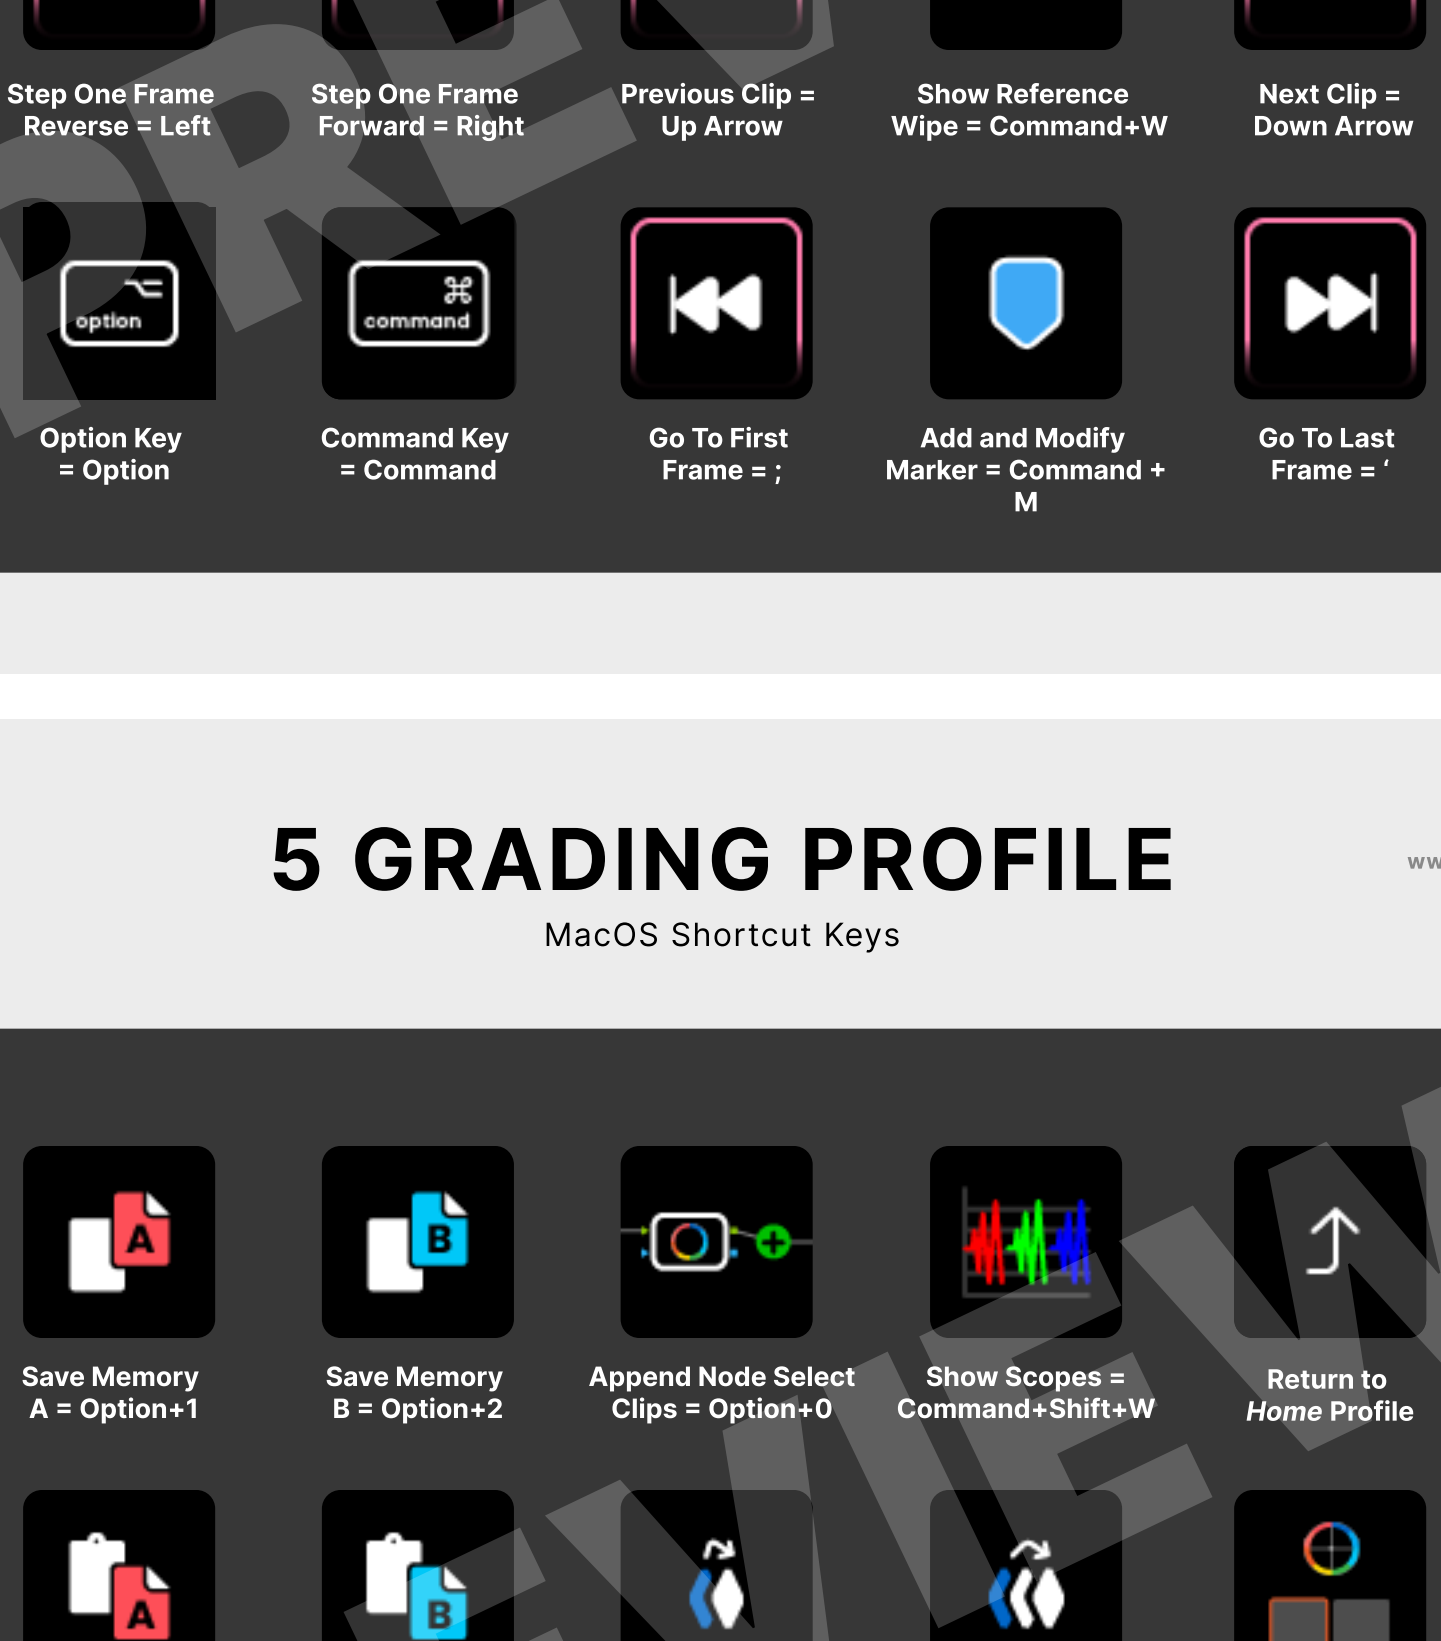 Step One Frame
Reverse = Left
Step One Frame
Forward = Right
Previous Clip =
Up Arrow
Show Reference
Wipe = Command+W
Next Clip =
Down Arrow
option
command
Option Key
= Option
Command Key
= Command
Go To First
Frame = ;
Add and Modify
Marker = Command +
M
Go To Last
Frame = ‘
5 GRADING PROFILE
MacOS Shortcut Keys
A
B
Save Memory
A = Option+1
Save Memory
B = Option+2
Append Node Select
Clips = Option+0
Show Scopes =
Command+Shift+W
Return to
Home Profile
A
B
PREVIEW